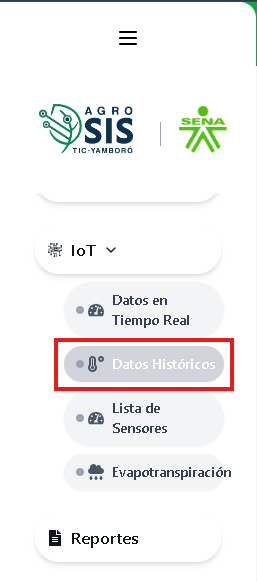 AGRO
SIS
TIC-YAMBORÓ
SENA
IoT
Datos en
Tiempo Real
Datos Históricos
Lista de
Sensores
Evapotranspiración
Reportes